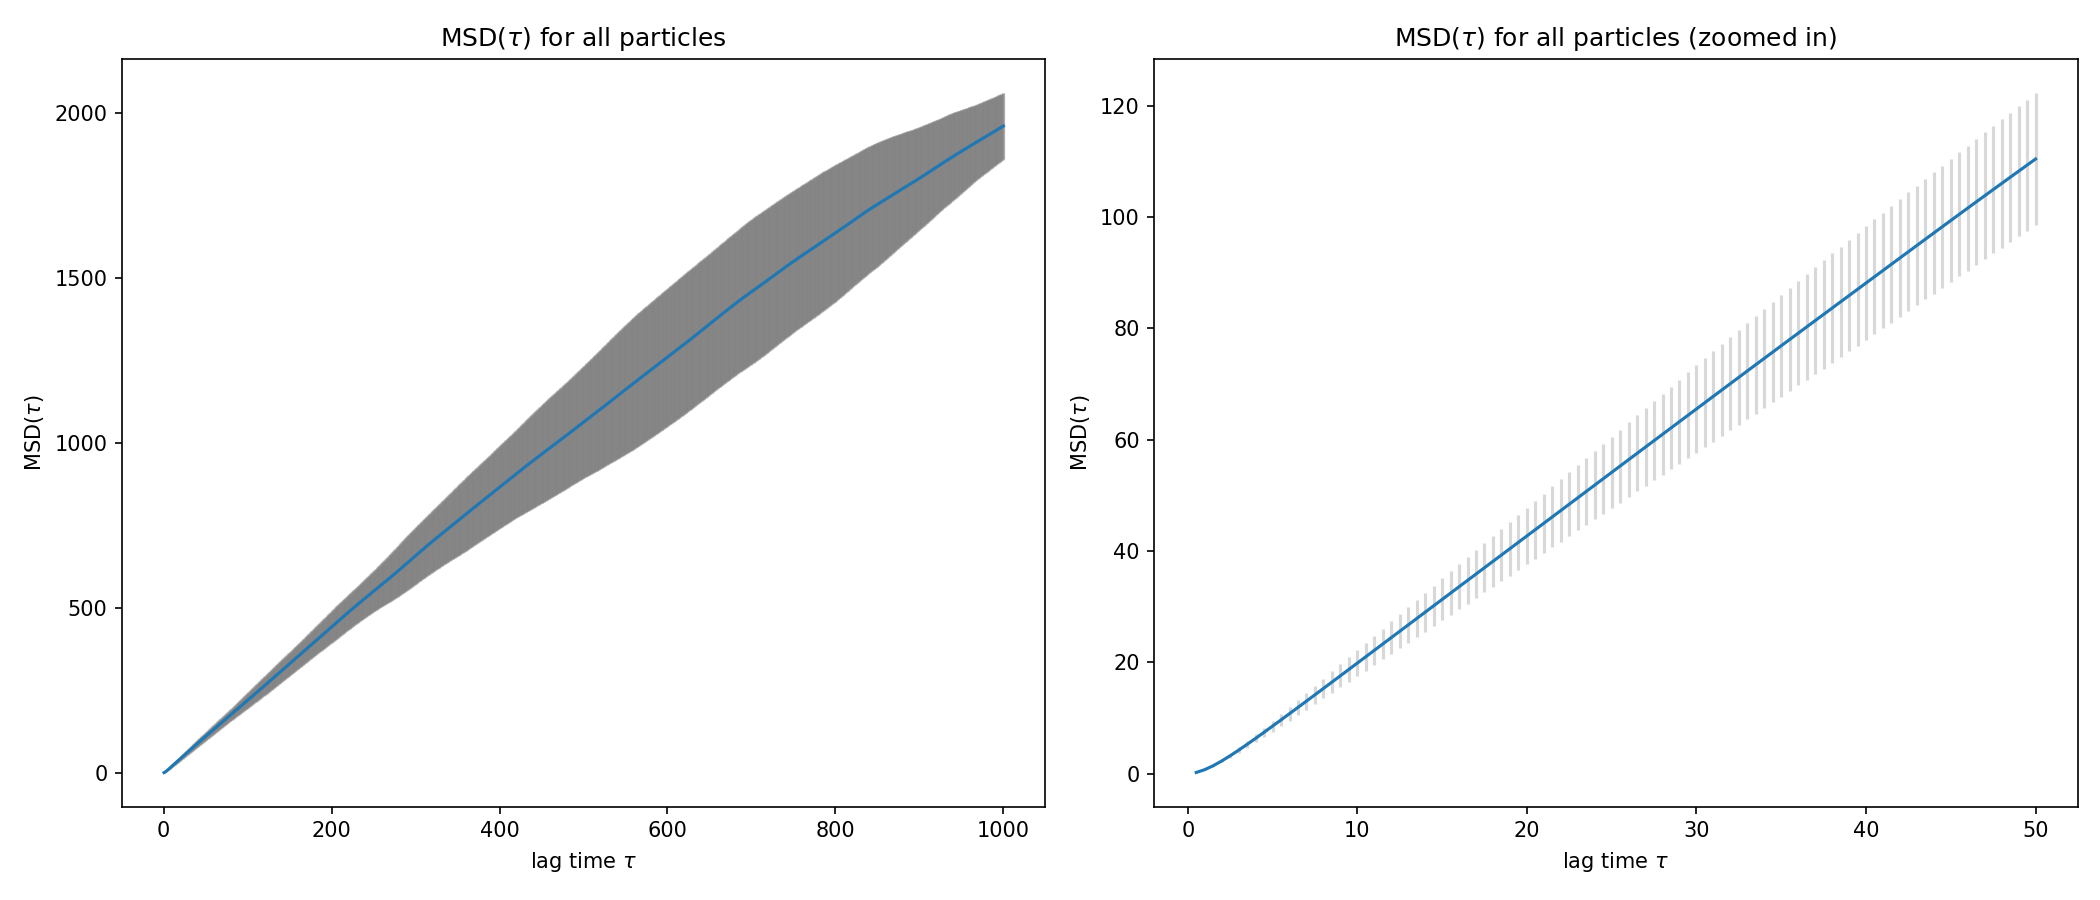 MSD(τ) for all particles
MSD(τ)
2000
1500
1000
500
0
0 200 400 600 800 1000
lag time τ
MSD(τ) for all particles (zoomed in)
MSD(τ)
120
100
80
60
40
20
0
0 10 20 30 40 50
lag time τ